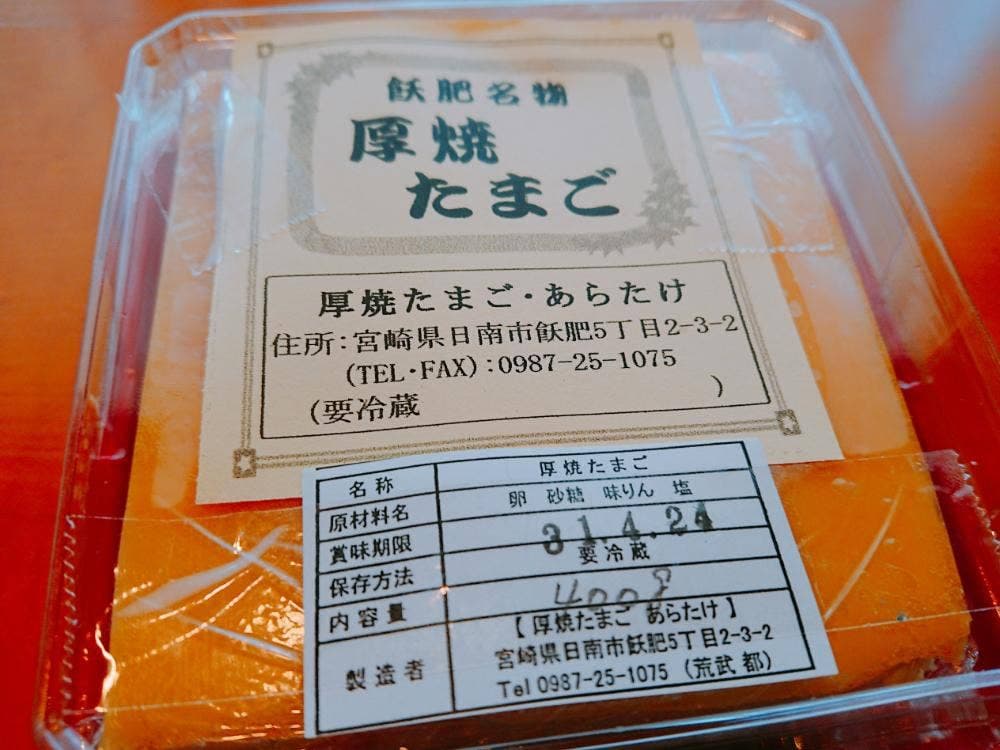 飫肥名物
厚焼
たまご
厚焼たまご・あらたけ
住所:宮崎県日南市飫肥5丁目2-3-2
(TEL・FAX):0987-25-1075
(要冷蔵 )
名称 厚焼たまご
原材料名 卵 砂糖 味りん 塩
賞味期限 31.4.24
保存方法 要冷蔵
内容量 400g
製造者 【厚焼たまご あらたけ】
宮崎県日南市飫肥5丁目2-3-2
Tel 0987-25-1075 (荒武 都)